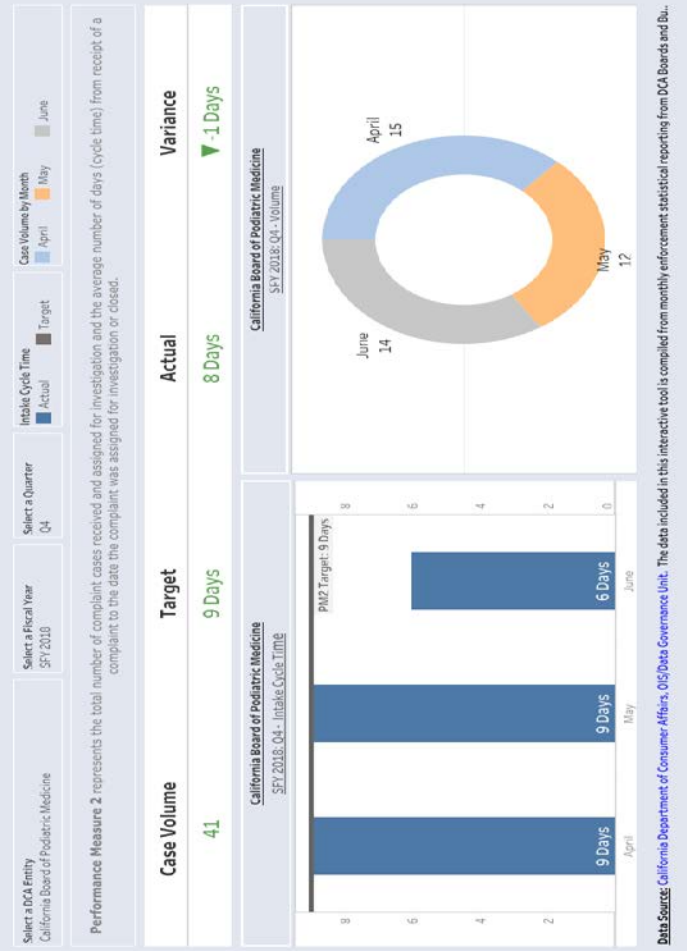 Select a DCA Entity
California Board of Podiatric Medicine
Select a Fiscal Year
SFY 2018
Select a Quarter
Q4
Intake Cycle Time
Actual
Target
Case Volume by Month
April
May
June
Performance Measure 2 represents the total number of complaint cases received and assigned for investigation and the average number of days (cycle time) from receipt of a
complaint to the date the complaint was assigned for investigation or closed.
Case Volume
Target
Actual
Variance
41
9 Days
8 Days
▼ -1 Days
California Board of Podiatric Medicine
SFY 2018: Q4 - Intake Cycle Time
PM2 Target: 9 Days
8
6
4
2
8
6
4
2
0
9 Days
9 Days
6 Days
April
May
June
California Board of Podiatric Medicine
SFY 2018: Q4 - Volume
June
14
April
15
May
12
Data Source: California Department of Consumer Affairs, OIS/Data Governance Unit. The data included in this interactive tool is compiled from monthly enforcement statistical reporting from DCA Boards and Bu..